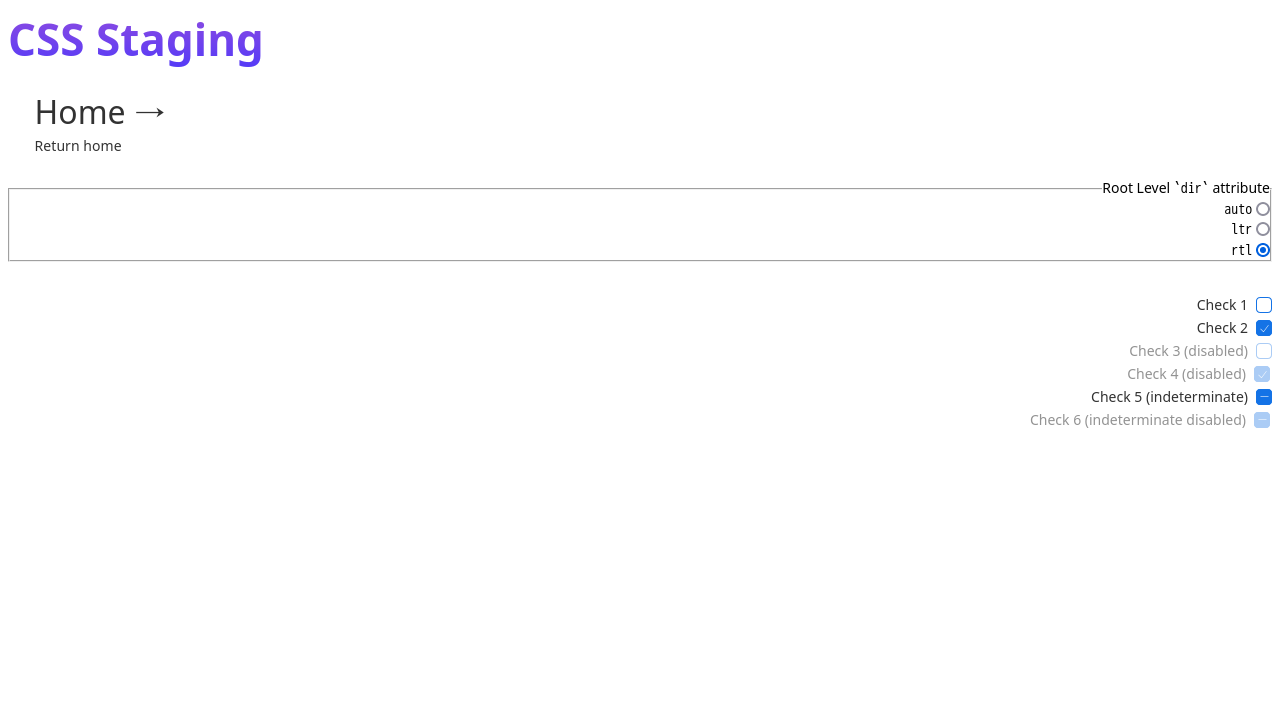 CSS Staging
Home →
Return home
Root Level `dir` attribute
auto
ltr
rtl
Check 1
Check 2
Check 3 (disabled)
Check 4 (disabled)
Check 5 (indeterminate)
Check 6 (indeterminate disabled)